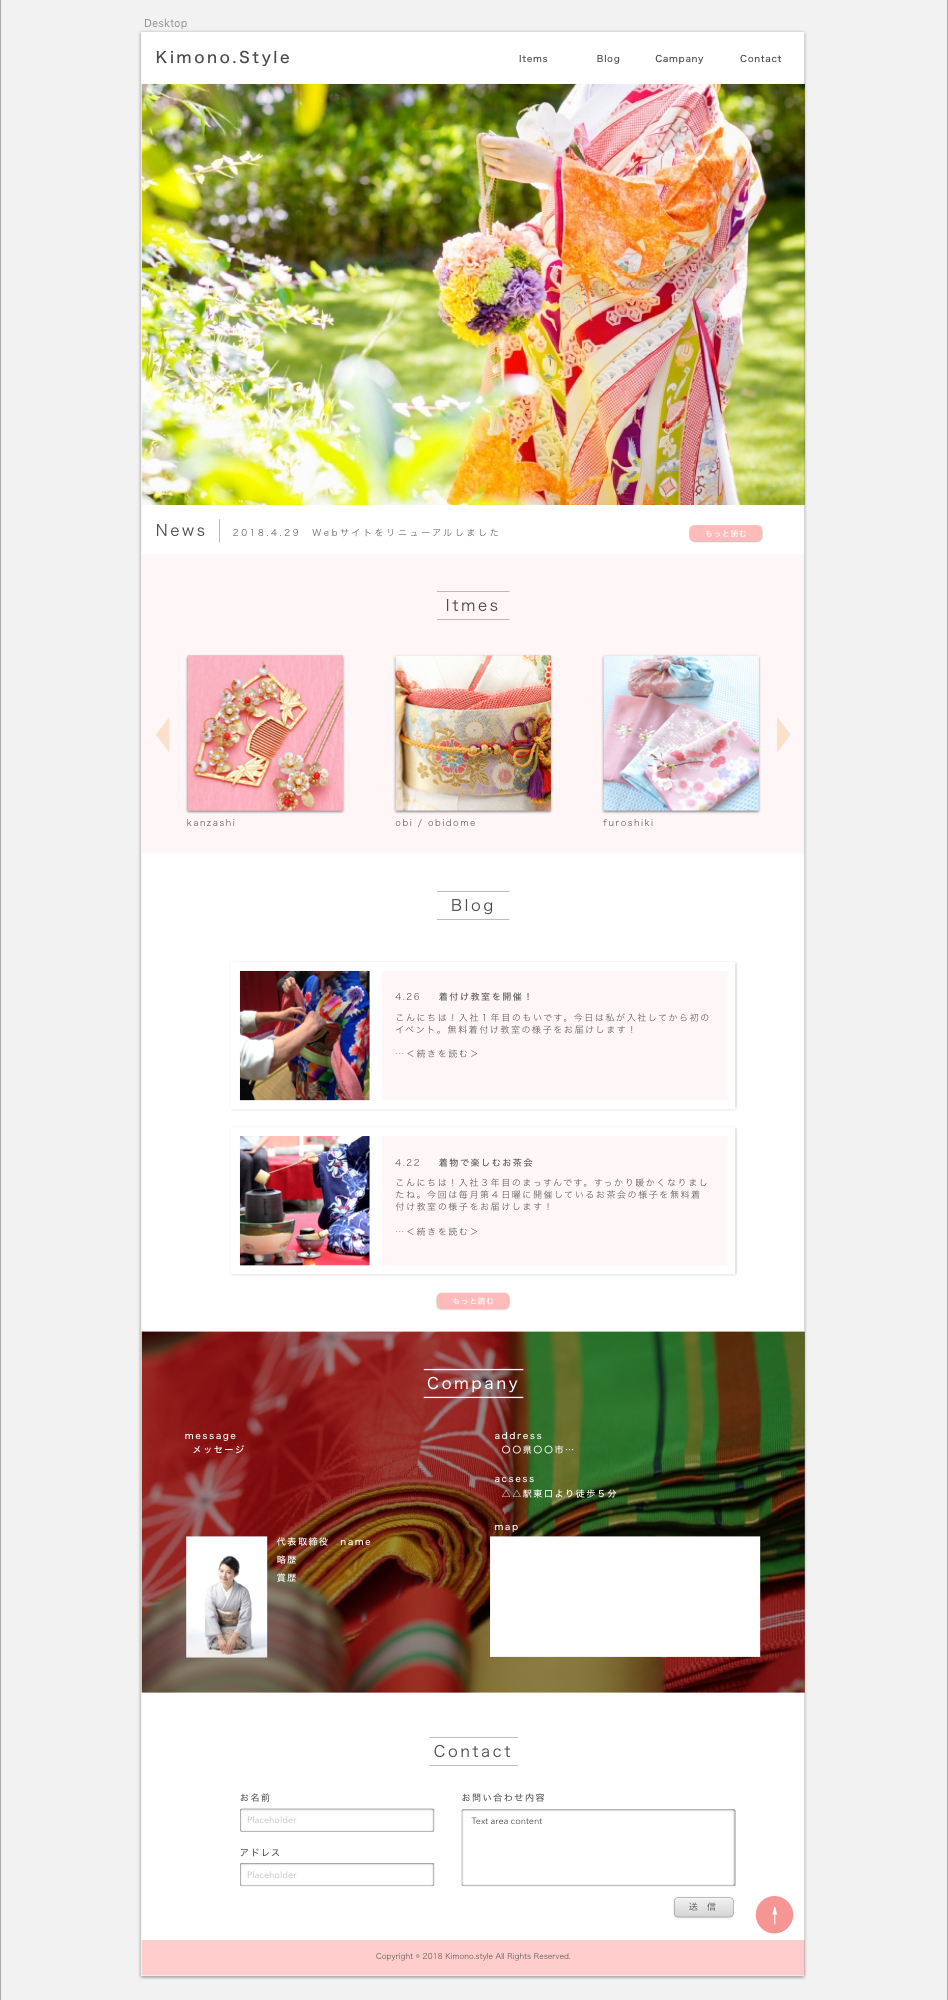 Desktop
Kimono.Style
Items
Blog
Campany
Contact
News
2018.4.29 Webサイトをリニューアルしました
もっと読む
Itmes
kanzashi
obi / obidome
furoshiki
Blog
4.26 着付け教室を開催！
こんにちは！入社１年目のもいです。今日は私が入社してから初の
イベント。無料着付け教室の様子をお届けします！
…＜続きを読む＞
4.22 着物で楽しむお茶会
こんにちは！入社３年目のまっすんです。すっかり暖かくなりまし
たね。今回は毎月第４日曜に開催しているお茶会の様子を無料着
付け教室の様子をお届けします！
…＜続きを読む＞
もっと読む
Company
message
メッセージ
代表取締役 name
略歴
賞歴
address
〇〇県〇〇市…
acsess
△△駅東口より徒歩５分
map
Contact
お名前
Placeholder
アドレス
Placeholder
お問い合わせ内容
Text area content
送 信
Copyright © 2018 Kimono.style All Rights Reserved.